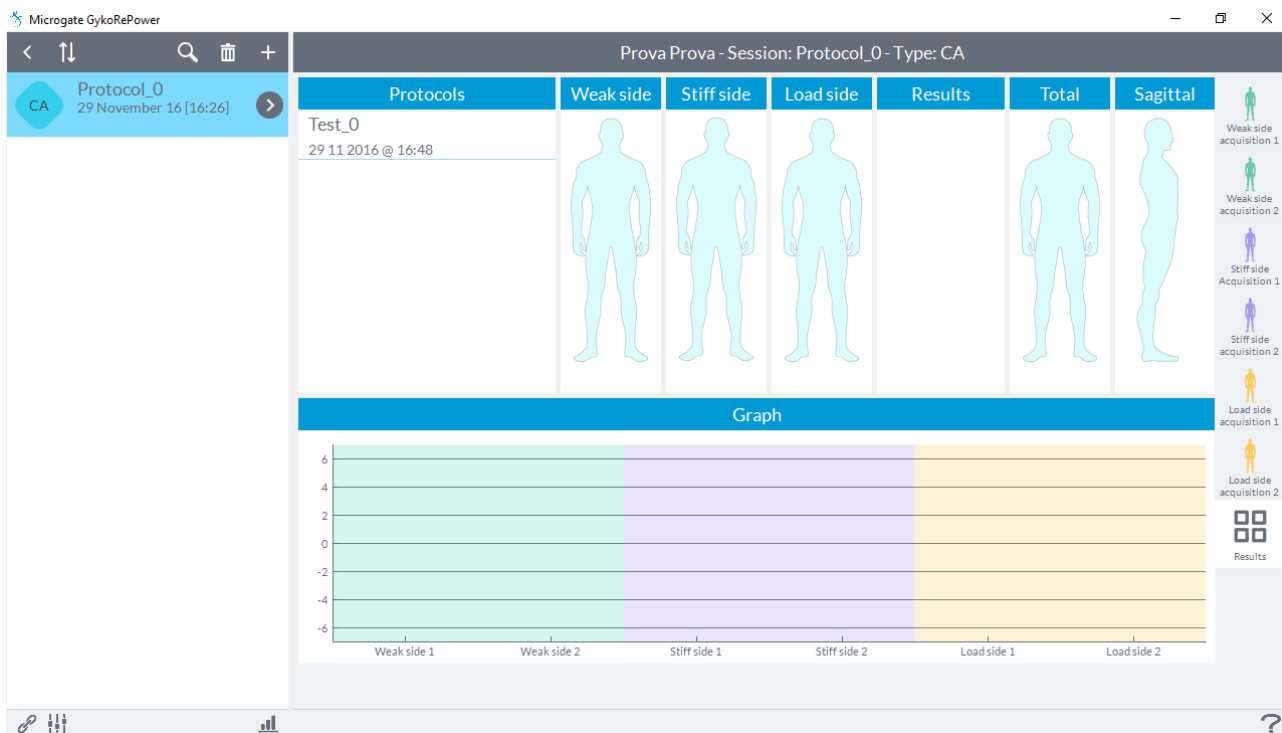 Microgate GykoRePower
Prova Prova - Session: Protocol_0 - Type: CA
CA
Protocol_0
29 November 16 [16:26]
Protocols
Weak side
Stiff side
Load side
Results
Total
Sagittal
Test_0
29 11 2016 @ 16:48
Weak side
acquisition 1
Weak side
acquisition 2
Stiff side
Acquisition 1
Stiff side
acquisition 2
Load side
acquisition 1
Load side
acquisition 2
Results
Graph
6
4
2
0
-2
-4
-6
Weak side 1
Weak side 2
Stiff side 1
Stiff side 2
Load side 1
Load side 2